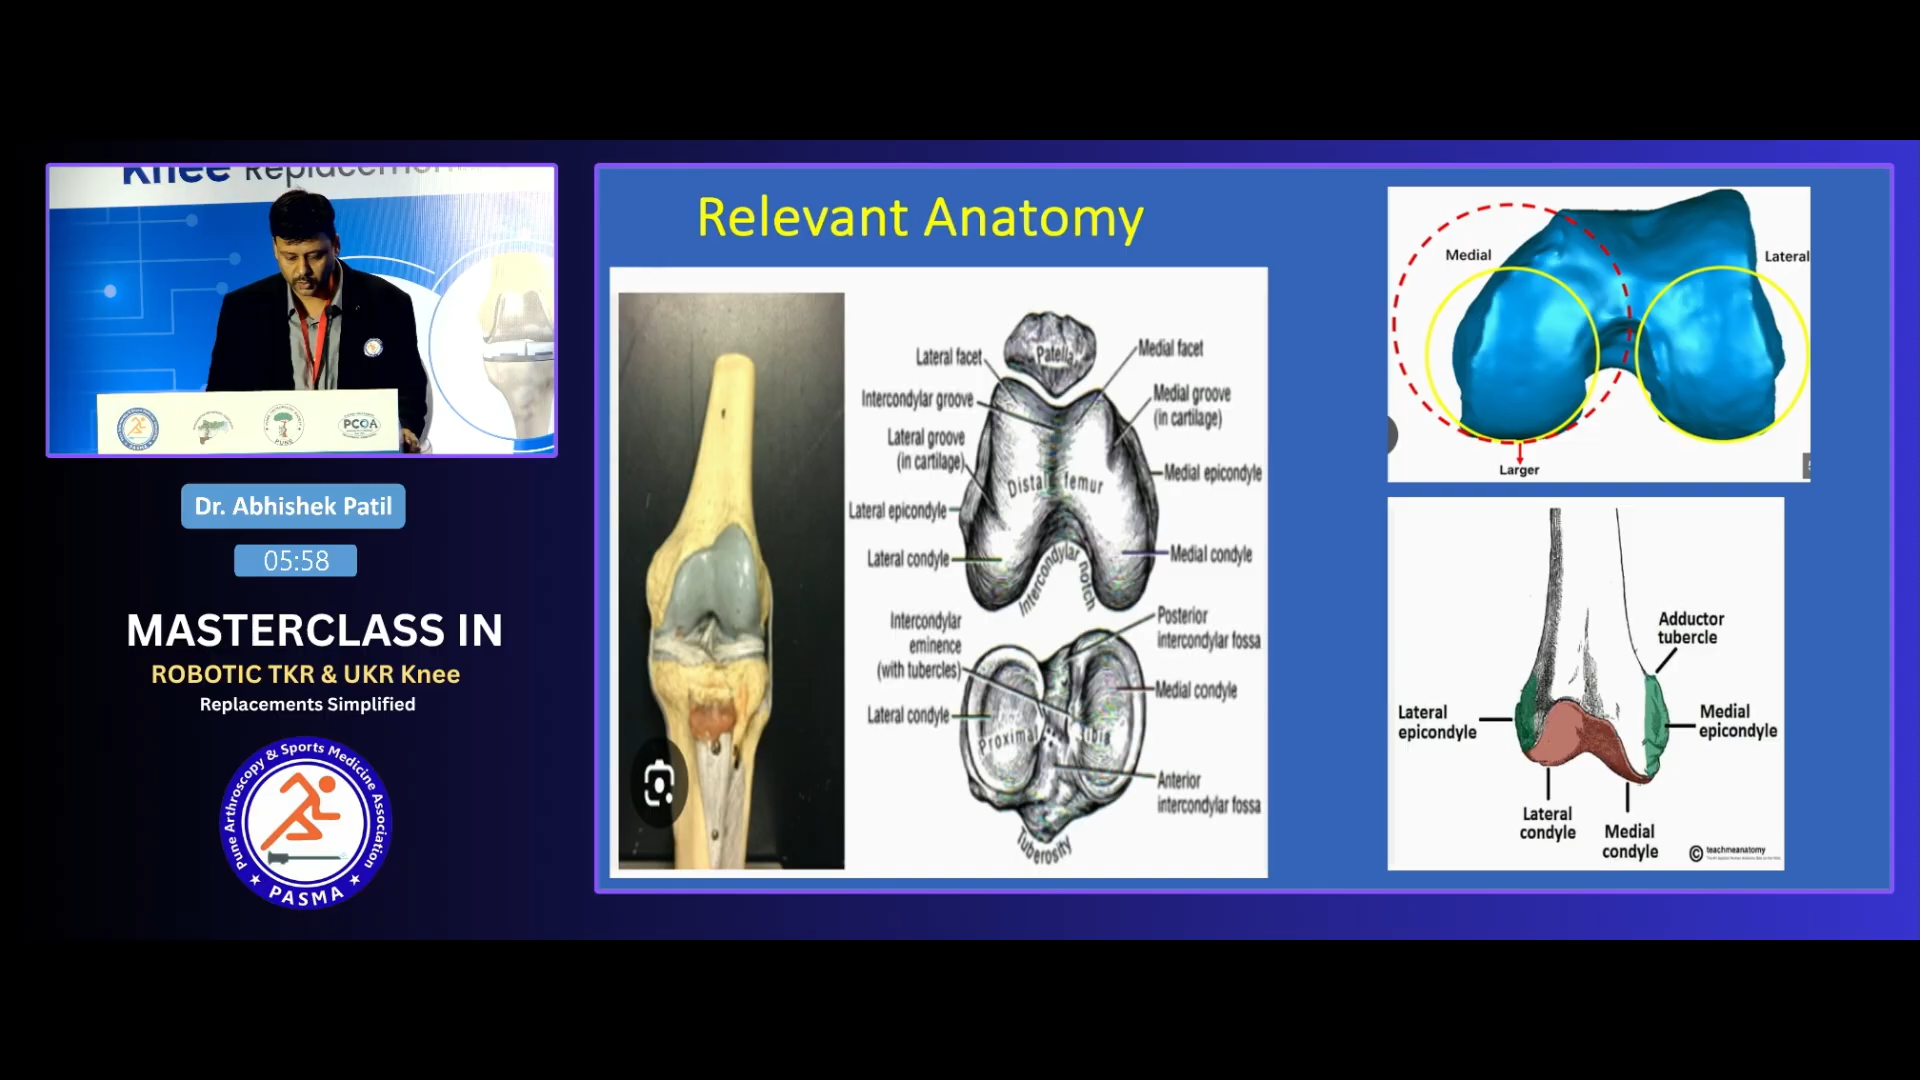 Knee Replacement
PCOA
PUNE
Dr. Abhishek Patil
05:58
MASTERCLASS IN
ROBOTIC TKR & UKR Knee
Replacements Simplified
Pune Arthroscopy & Sports Medicine Association
★ PASMA ★
Relevant Anatomy
Patella
Lateral facet
Medial facet
Intercondylar groove
Medial groove
(in cartilage)
Lateral groove
(in cartilage)
Medial epicondyle
Distal femur
Lateral epicondyle
Lateral condyle
Medial condyle
Intercondylar notch
Intercondylar
eminence
(with tubercles)
Posterior
intercondylar fossa
Medial condyle
Lateral condyle
Proximal tibia
Anterior
intercondylar fossa
Tuberosity
Medial
Lateral
Larger
Adductor
tubercle
Lateral
epicondyle
Medial
epicondyle
Lateral
condyle
Medial
condyle
© teachmeanatomy